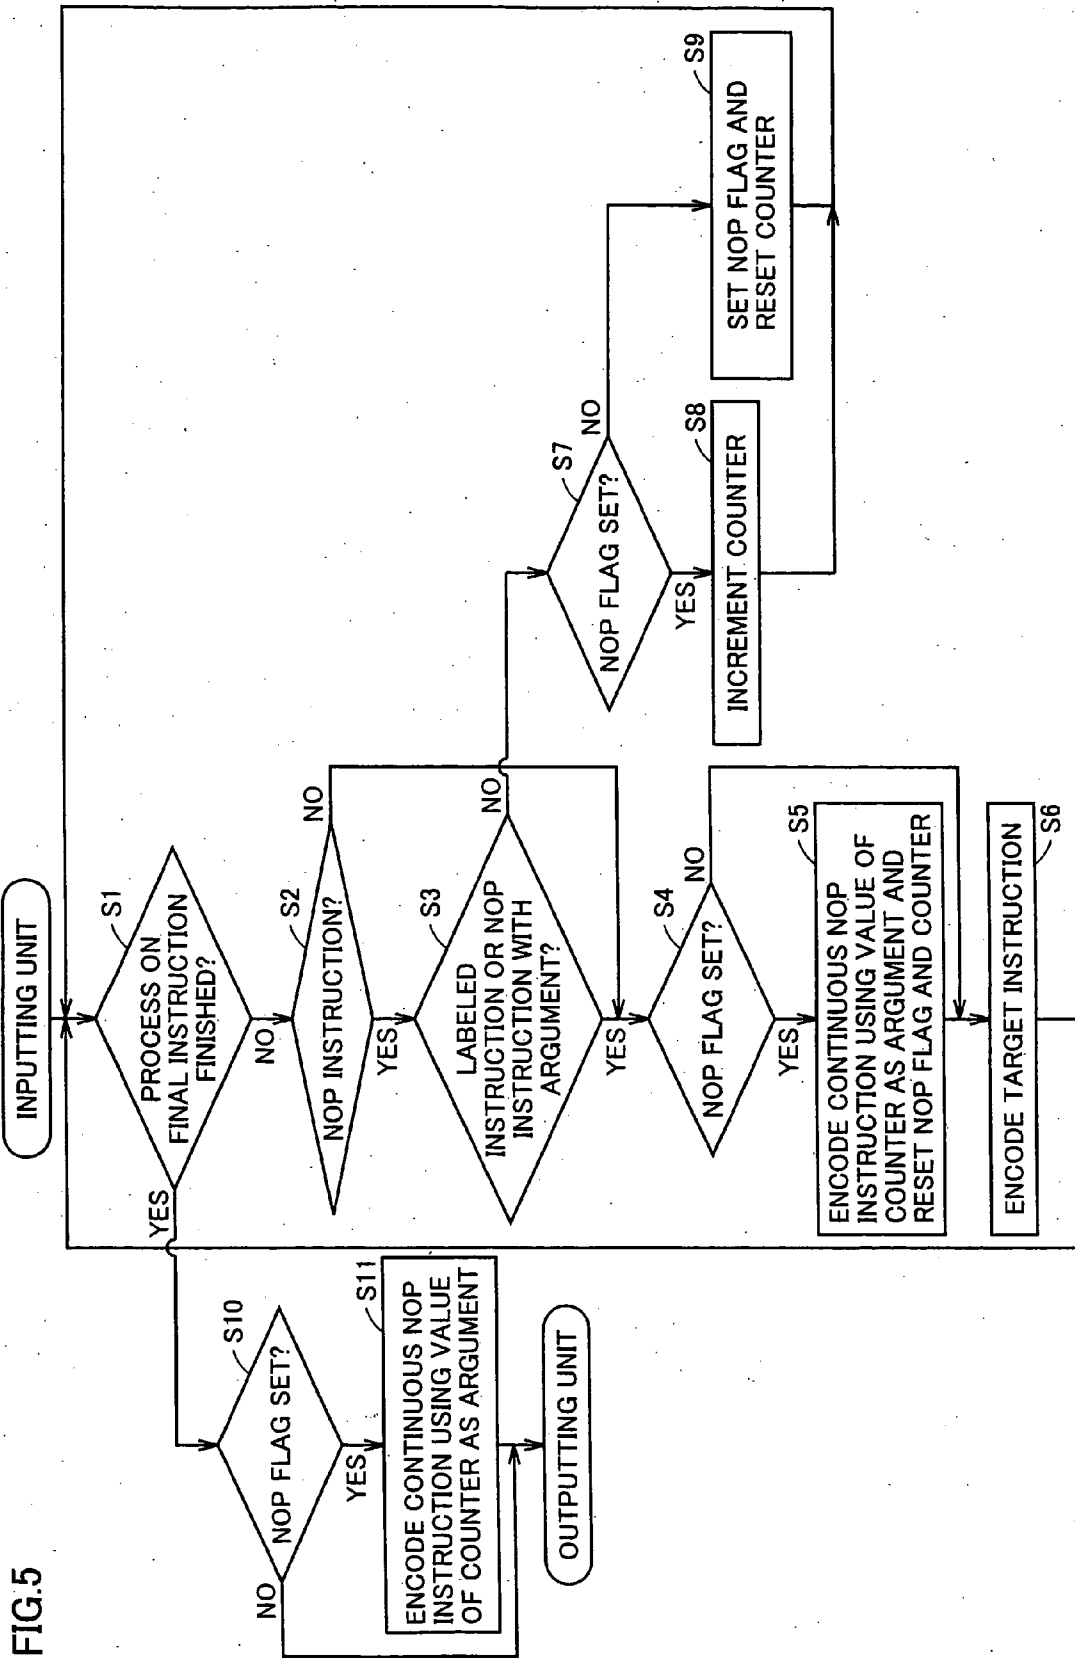 FIG.5
INPUTTING UNIT
S1
PROCESS ON
FINAL INSTRUCTION
FINISHED?
YES
NO
S2
NOP INSTRUCTION?
NO
YES
S3
LABELED
INSTRUCTION OR NOP
INSTRUCTION WITH
ARGUMENT?
NO
YES
S4
NOP FLAG SET?
NO
YES
S5
ENCODE CONTINUOUS NOP
INSTRUCTION USING VALUE OF
COUNTER AS ARGUMENT AND
RESET NOP FLAG AND COUNTER
S6
ENCODE TARGET INSTRUCTION
S7
NOP FLAG SET?
NO
YES
S8
INCREMENT COUNTER
S9
SET NOP FLAG AND
RESET COUNTER
S10
NOP FLAG SET?
NO
YES
S11
ENCODE CONTINUOUS NOP
INSTRUCTION USING VALUE
OF COUNTER AS ARGUMENT
OUTPUTTING UNIT